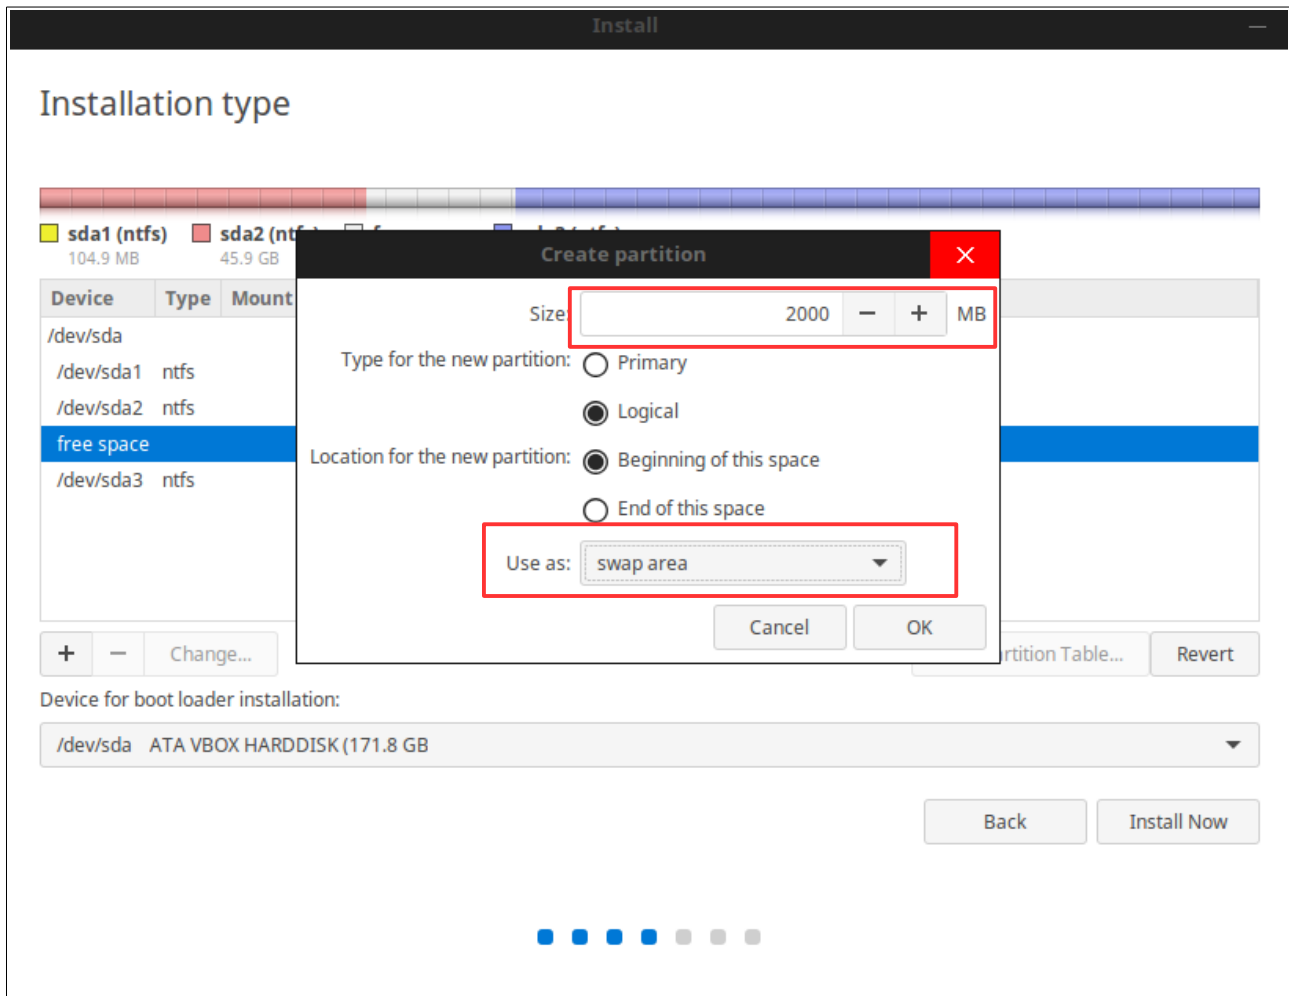 Install
Installation type
sda1 (ntfs) sda2
104.9 MB 45.9 GB
Create partition
Device Type Mount
Size: 2000 MB
/dev/sda
Type for the new partition: Primary
/dev/sda1 ntfs
/dev/sda2 ntfs
Logical
free space
Location for the new partition: Beginning of this space
/dev/sda3 ntfs
End of this space
Use as: swap area
Cancel OK
Change... rtition Table... Revert
Device for boot loader installation:
/dev/sda ATA VBOX HARDDISK (171.8 GB
Back Install Now